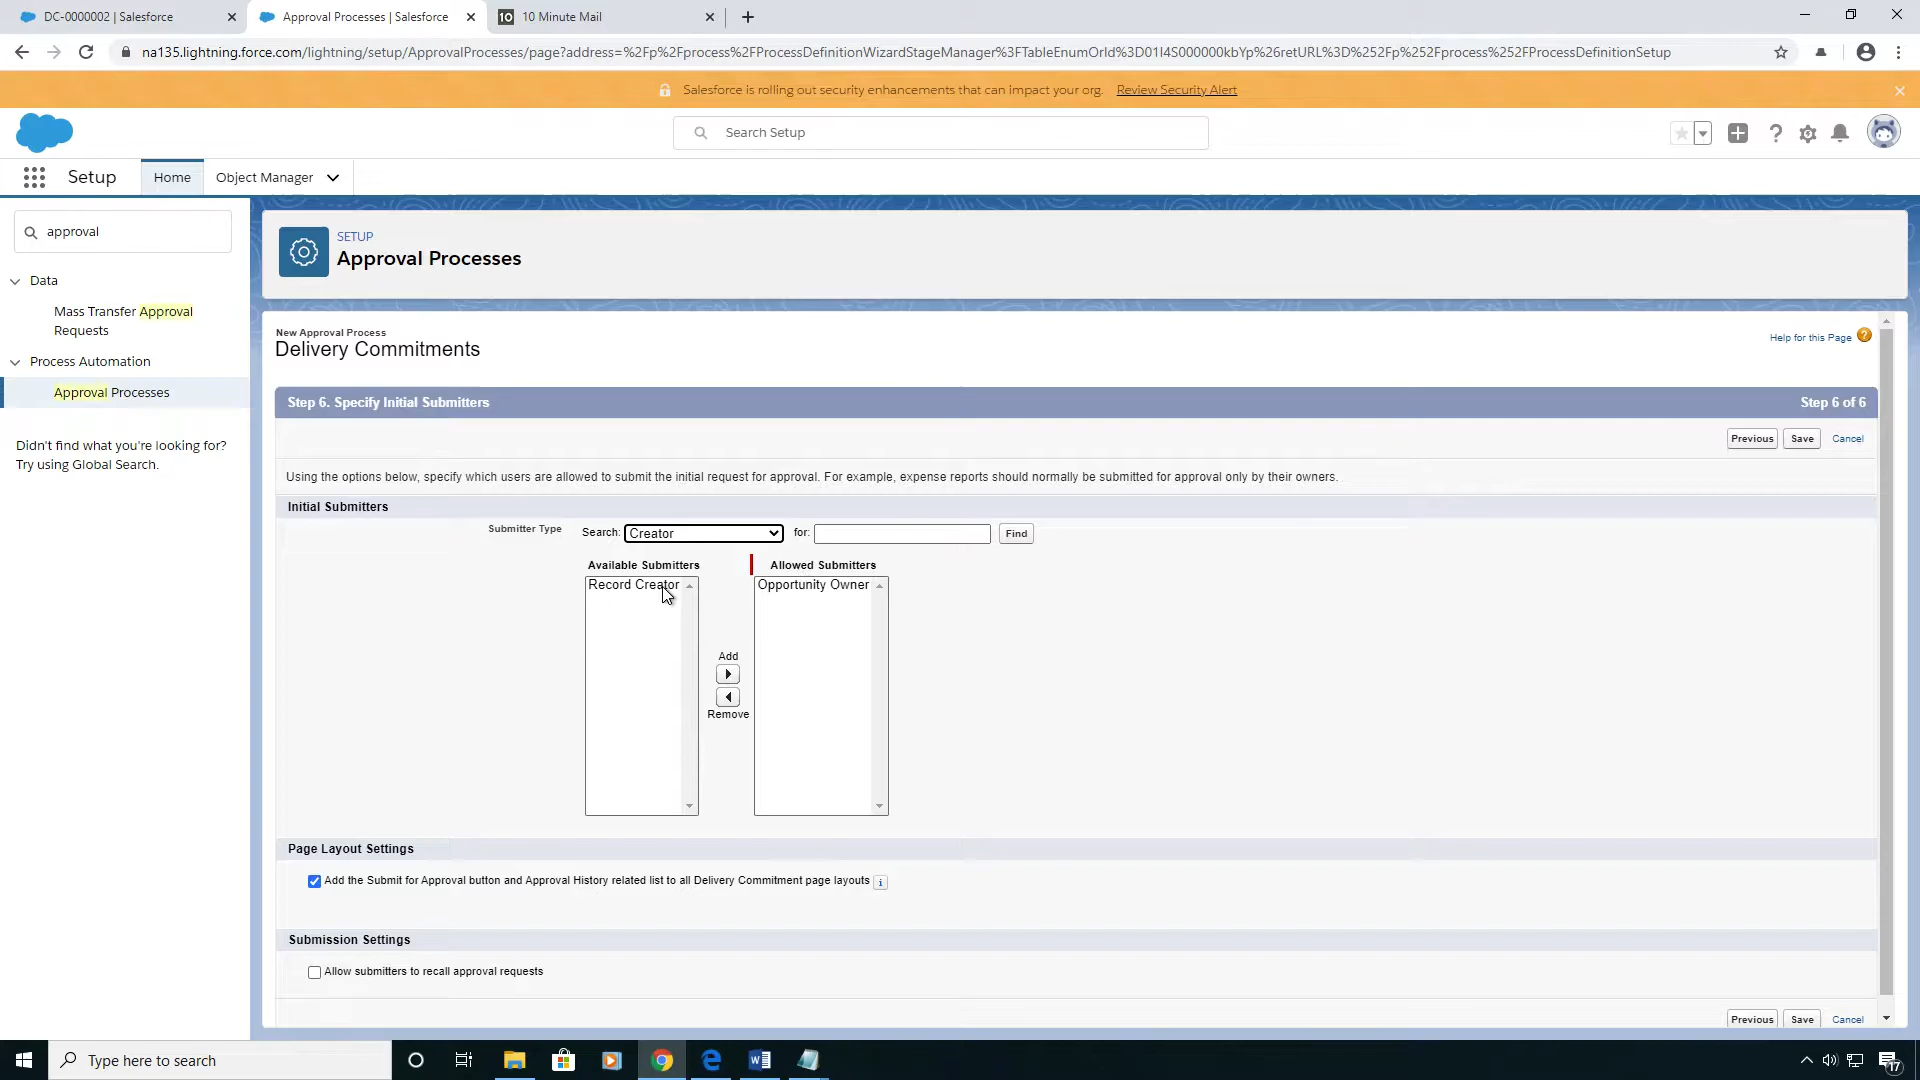 DC-0000002 | Salesforce
Approval Processes | Salesforce
10
10 Minute Mail
na135.lightning.force.com/lightning/setup/ApprovalProcesses/page?address=%2Fp%2Fprocess%2FProcessDefinitionWizardStageManager%3FTableEnumOrId%3D01I4S000000kbYp%26retURL%3D%252Fp%252Fprocess%252FProcessDefinitionSetup
Salesforce is rolling out security enhancements that can impact your org. Review Security Alert
Search Setup
Setup
Home
Object Manager
approval
Data
Mass Transfer Approval
Requests
Process Automation
Approval Processes
Didn't find what you're looking for?
Try using Global Search.
SETUP
Approval Processes
New Approval Process
Delivery Commitments
Help for this Page
Step 6. Specify Initial Submitters
Step 6 of 6
Previous Save Cancel
Using the options below, specify which users are allowed to submit the initial request for approval. For example, expense reports should normally be submitted for approval only by their owners.
Initial Submitters
Submitter Type
Search: Creator for: Find
Available Submitters
Allowed Submitters
Record Creator
Opportunity Owner
Add
Remove
Page Layout Settings
Add the Submit for Approval button and Approval History related list to all Delivery Commitment page layouts i
Submission Settings
Allow submitters to recall approval requests
Previous Save Cancel
Type here to search
17